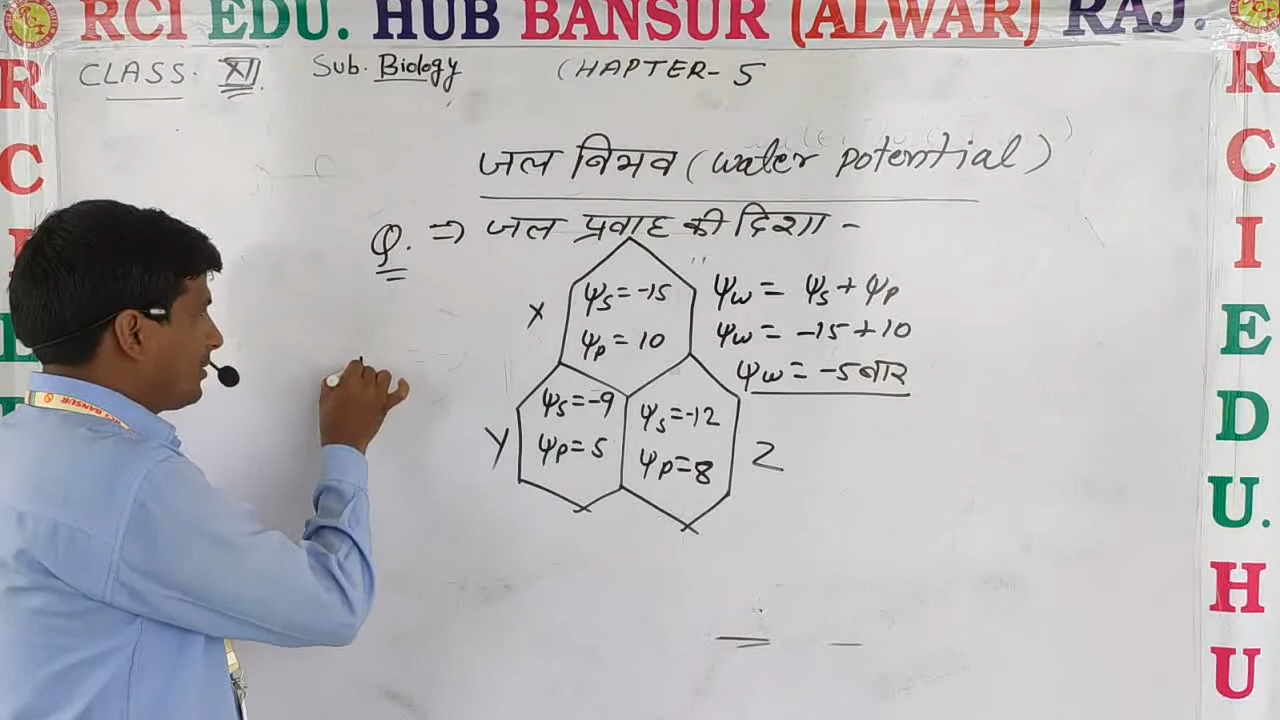 RCI EDU. HUB BANSUR (ALWAR) RAJ.
CLASS. XII Sub. Biology CHAPTER-5
जल विभव (water potential)
Q. ⇒ जल प्रवाह की दिशा -
X
ψs=-15
ψp = 10
ψw = ψs + ψp
ψw = -15+10
ψw = -5 बार
Y
ψs=-9
ψp=5
ψs=-12
ψp=8
Z
R
C
R
C
I
E
D
U.
H
U